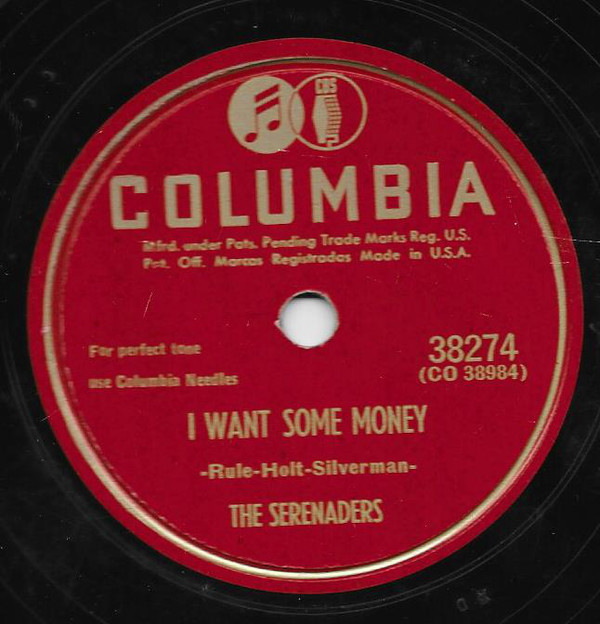 CBS
COLUMBIA
Mfrd. under Pats. Pending Trade Marks Reg. U.S.
Pat. Off. Marcas Registradas Made in U.S.A.
For perfect tone
use Columbia Needles
38274
(CO 38984)
I WANT SOME MONEY
-Rule-Holt-Silverman-
THE SERENADERS